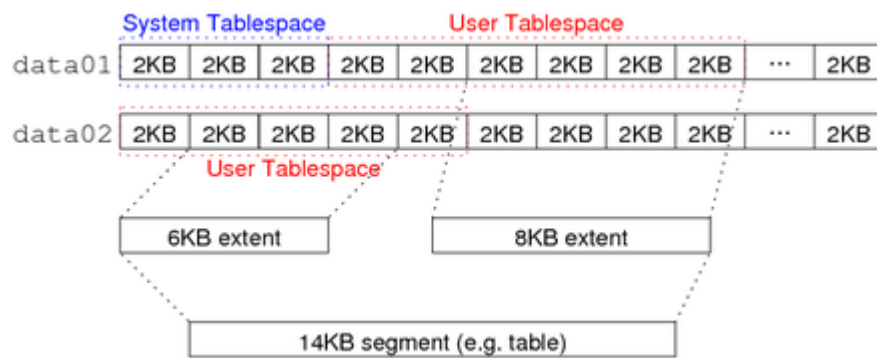 System Tablespace User Tablespace
data01 2KB 2KB 2KB 2KB 2KB 2KB 2KB 2KB 2KB ... 2KB
data02 2KB 2KB 2KB 2KB 2KB 2KB 2KB 2KB 2KB ... 2KB
User Tablespace
6KB extent 8KB extent
14KB segment (e.g. table)